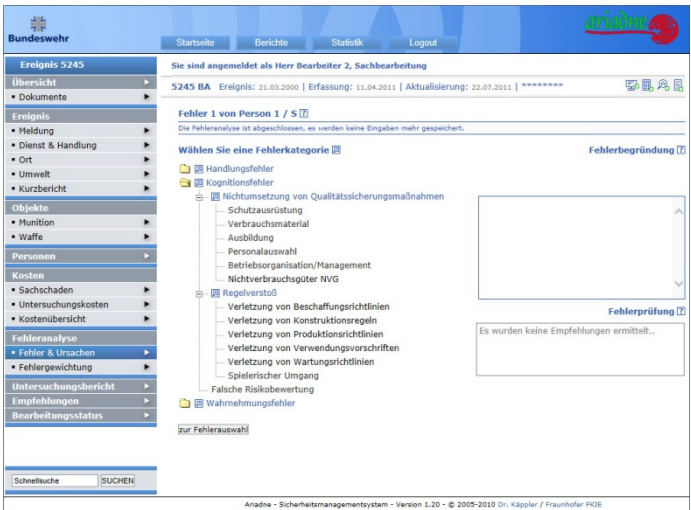 Bundeswehr
ariadne
Startseite Berichte Statistik Logout
Ereignis 5245
Sie sind angemeldet als Herr Bearbeiter 2, Sachbearbeitung
Übersicht
• Dokumente
5245 BA Ereignis: 21.03.2000 | Erfassung: 11.04.2011 | Aktualisierung: 22.07.2011 | ********
Ereignis
• Meldung
• Dienst & Handlung
• Ort
• Umwelt
• Kurzbericht
Objekte
• Munition
• Waffe
Personen
Kosten
• Sachschaden
• Untersuchungskosten
• Kostenübersicht
Fehleranalyse
• Fehler & Ursachen
• Fehlergewichtung
Untersuchungsbericht
Empfehlungen
Bearbeitungsstatus
Schnellsuche SUCHEN
Fehler 1 von Person 1 / S [?]
Die Fehleranalyse ist abgeschlossen, es werden keine Eingaben mehr gespeichert.
Wählen Sie eine Fehlerkategorie
Handlungsfehler
Kognitionsfehler
Nichtumsetzung von Qualitätssicherungsmaßnahmen
Schutzausrüstung
Verbrauchsmaterial
Ausbildung
Personalauswahl
Betriebsorganisation/Management
Nichtverbrauchsgüter NVG
Regelverstoß
Verletzung von Beschaffungsrichtlinien
Verletzung von Konstruktionsregeln
Verletzung von Produktionsrichtlinien
Verletzung von Verwendungsvorschriften
Verletzung von Wartungsrichtlinien
Spielerischer Umgang
Falsche Risikobewertung
Wahrnehmungsfehler
zur Fehlerauswahl
Fehlerbegründung [?]
Fehlerprüfung [?]
Es wurden keine Empfehlungen ermittelt..
Ariadne - Sicherheitsmanagementsystem - Version 1.20 - © 2005-2010 Dr. Käppler / Fraunhofer FKIE